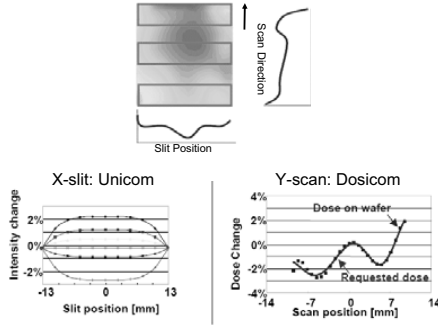 Scan Direction
Slit Position
X-slit: Unicom
Intensity change
2%
0%
-2%
-13
0
13
Slit position [mm]
Y-scan: Dosicom
Dose Change
4%
2%
0%
-2%
-4%
Dose on wafer
Requested dose
-14
-7
0
7
14
Scan position [mm]